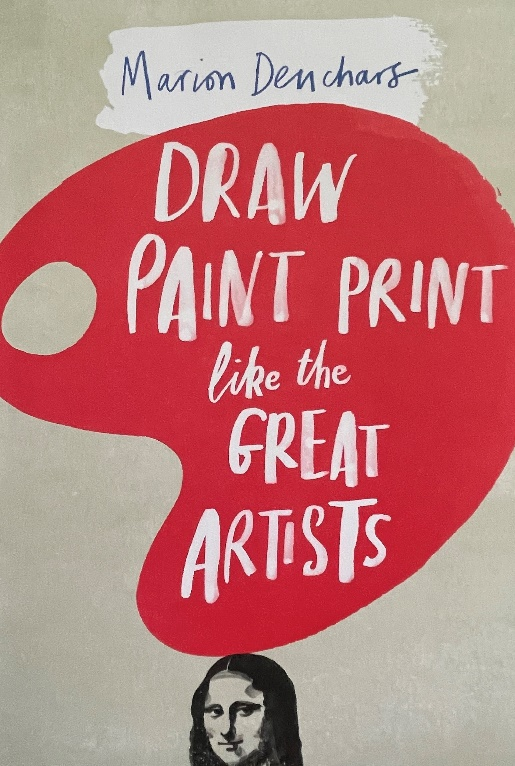 Marion Deuchars
DRAW
PAINT PRINT
like the
GREAT
ARTISTS